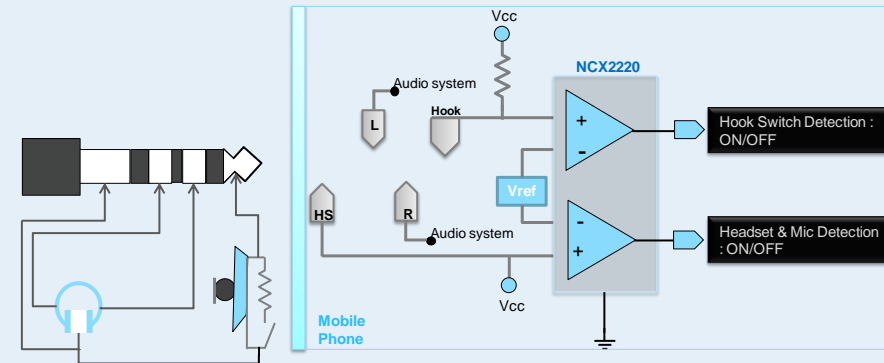 Vcc
NCX2220
Audio system
Hook
L
+
-
Hook Switch Detection :
ON/OFF
Vref
HS
R
-
Audio system
+
Headset & Mic Detection
: ON/OFF
Vcc
Mobile
Phone